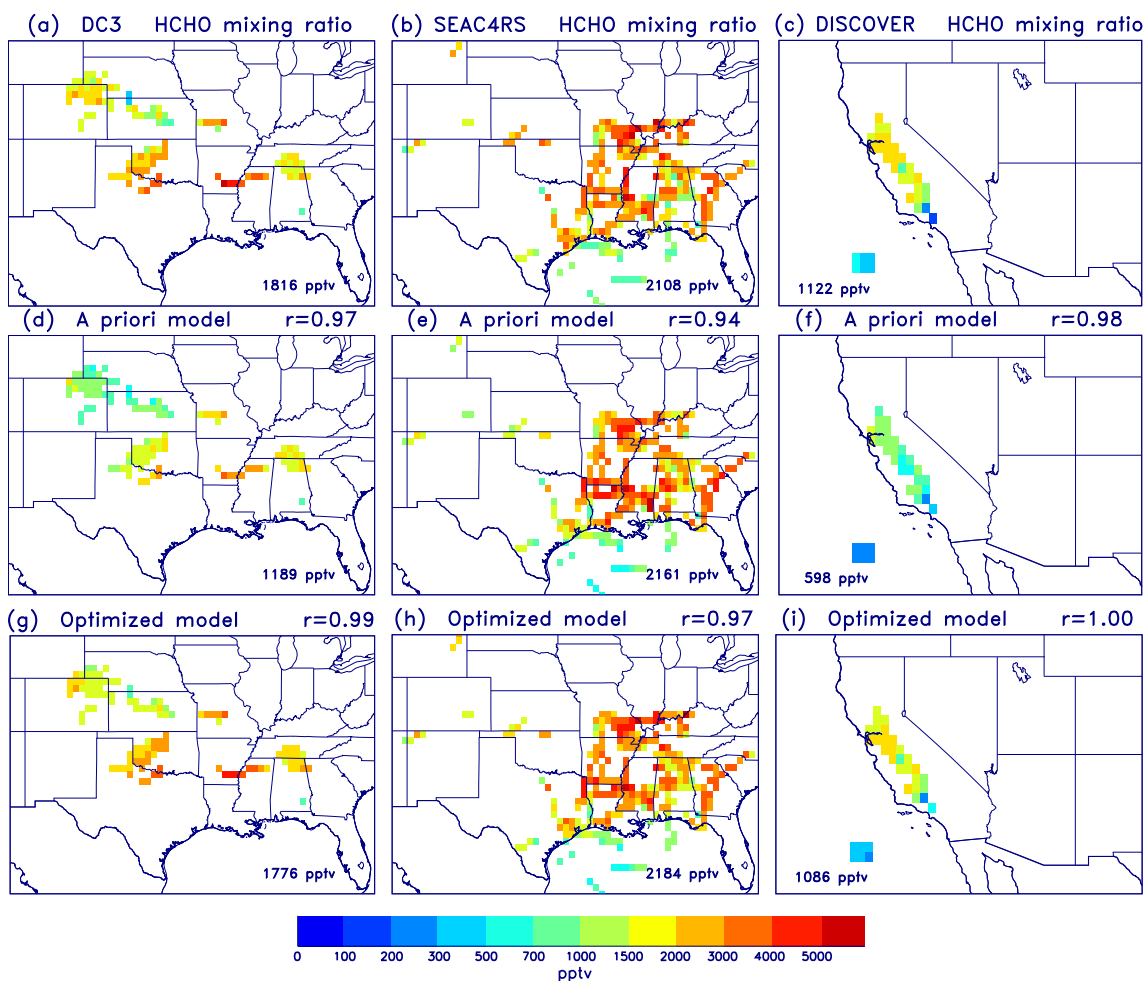 (a) DC3 HCHO mixing ratio
(b) SEAC4RS HCHO mixing ratio
(c) DISCOVER HCHO mixing ratio
1816 pptv
2108 pptv
1122 pptv
(d) A priori model r=0.97
(e) A priori model r=0.94
(f) A priori model r=0.98
1189 pptv
2161 pptv
598 pptv
(g) Optimized model r=0.99
(h) Optimized model r=0.97
(i) Optimized model r=1.00
1776 pptv
2184 pptv
1086 pptv
0 100 200 300 500 700 1000 1500 2000 3000 4000 5000
pptv